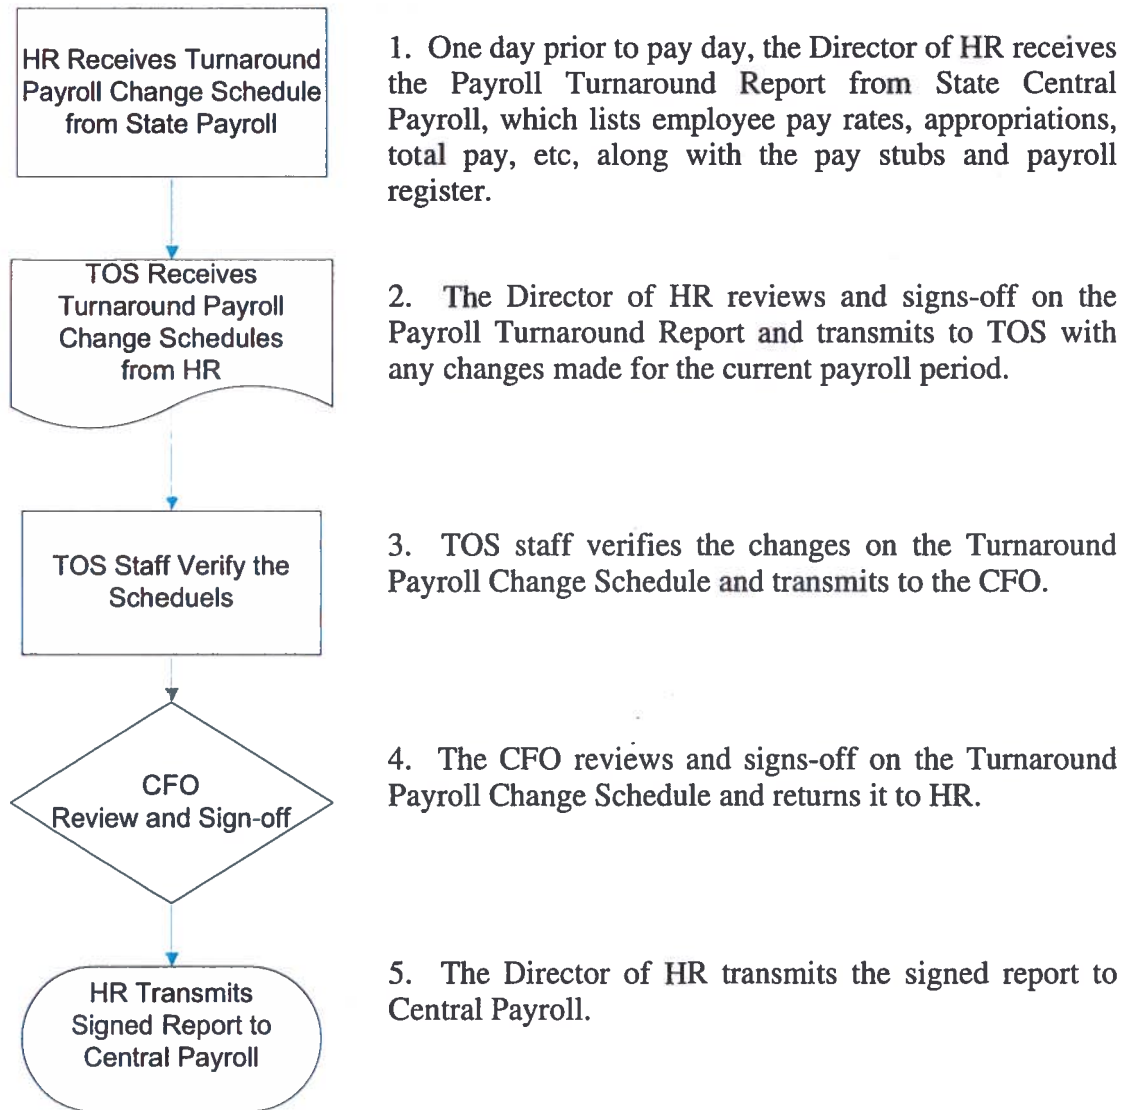 HR Receives Turnaround
Payroll Change Schedule
from State Payroll
1. One day prior to pay day, the Director of HR receives
the Payroll Turnaround Report from State Central
Payroll, which lists employee pay rates, appropriations,
total pay, etc, along with the pay stubs and payroll
register.
TOS Receives
Turnaround Payroll
Change Schedules
from HR
2. The Director of HR reviews and signs-off on the
Payroll Turnaround Report and transmits to TOS with
any changes made for the current payroll period.
TOS Staff Verify the
Scheduels
3. TOS staff verifies the changes on the Turnaround
Payroll Change Schedule and transmits to the CFO.
CFO
Review and Sign-off
4. The CFO reviews and signs-off on the Turnaround
Payroll Change Schedule and returns it to HR.
HR Transmits
Signed Report to
Central Payroll
5. The Director of HR transmits the signed report to
Central Payroll.